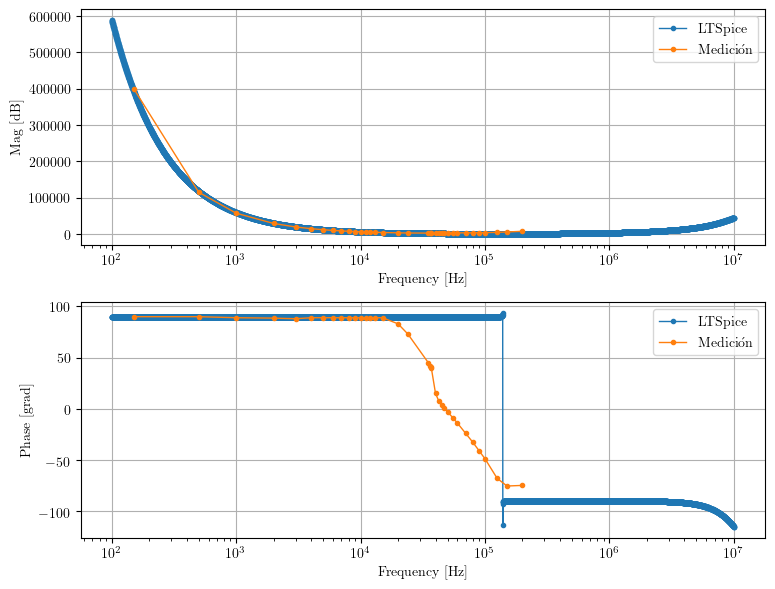 600000
500000
400000
300000
200000
100000
0
Mag [dB]
LTSpice
Medición
10² 10³ 10⁴ 10⁵ 10⁶ 10⁷
Frequency [Hz]
100
50
0
−50
−100
Phase [grad]
LTSpice
Medición
10² 10³ 10⁴ 10⁵ 10⁶ 10⁷
Frequency [Hz]